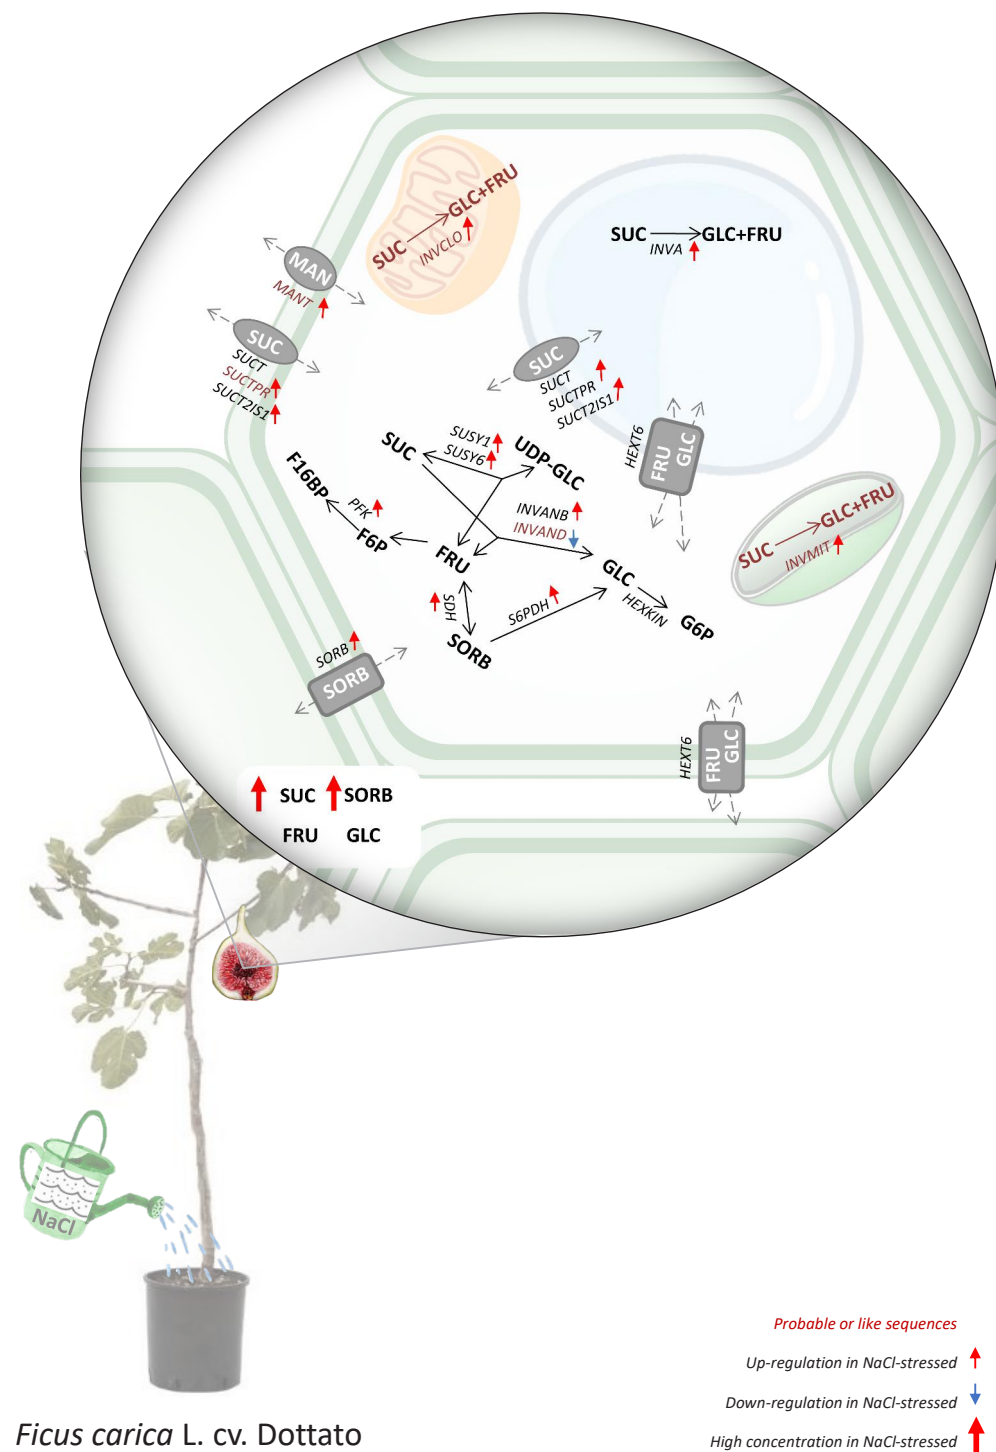 SUC
GLC+FRU
INVCLO
SUC
GLC+FRU
INVA
MAN
MANT
SUC
SUCT
SUCTPR
SUCT2IS1
SUC
SUCT
SUCTPR
SUCT2IS1
HEXT6
FRU
GLC
SUC
SUSY1
SUSY6
UDP-GLC
F16BP
PFK
F6P
FRU
INVANB
INVAND
GLC
HEXKIN
G6P
SDH
S6PDH
SORB
SUC
GLC+FRU
INVMIT
SORB
SORB
HEXT6
FRU
GLC
SUC SORB
FRU GLC
NaCl
Probable or like sequences
Up-regulation in NaCl-stressed
Down-regulation in NaCl-stressed
High concentration in NaCl-stressed
Ficus carica L. cv. Dottato